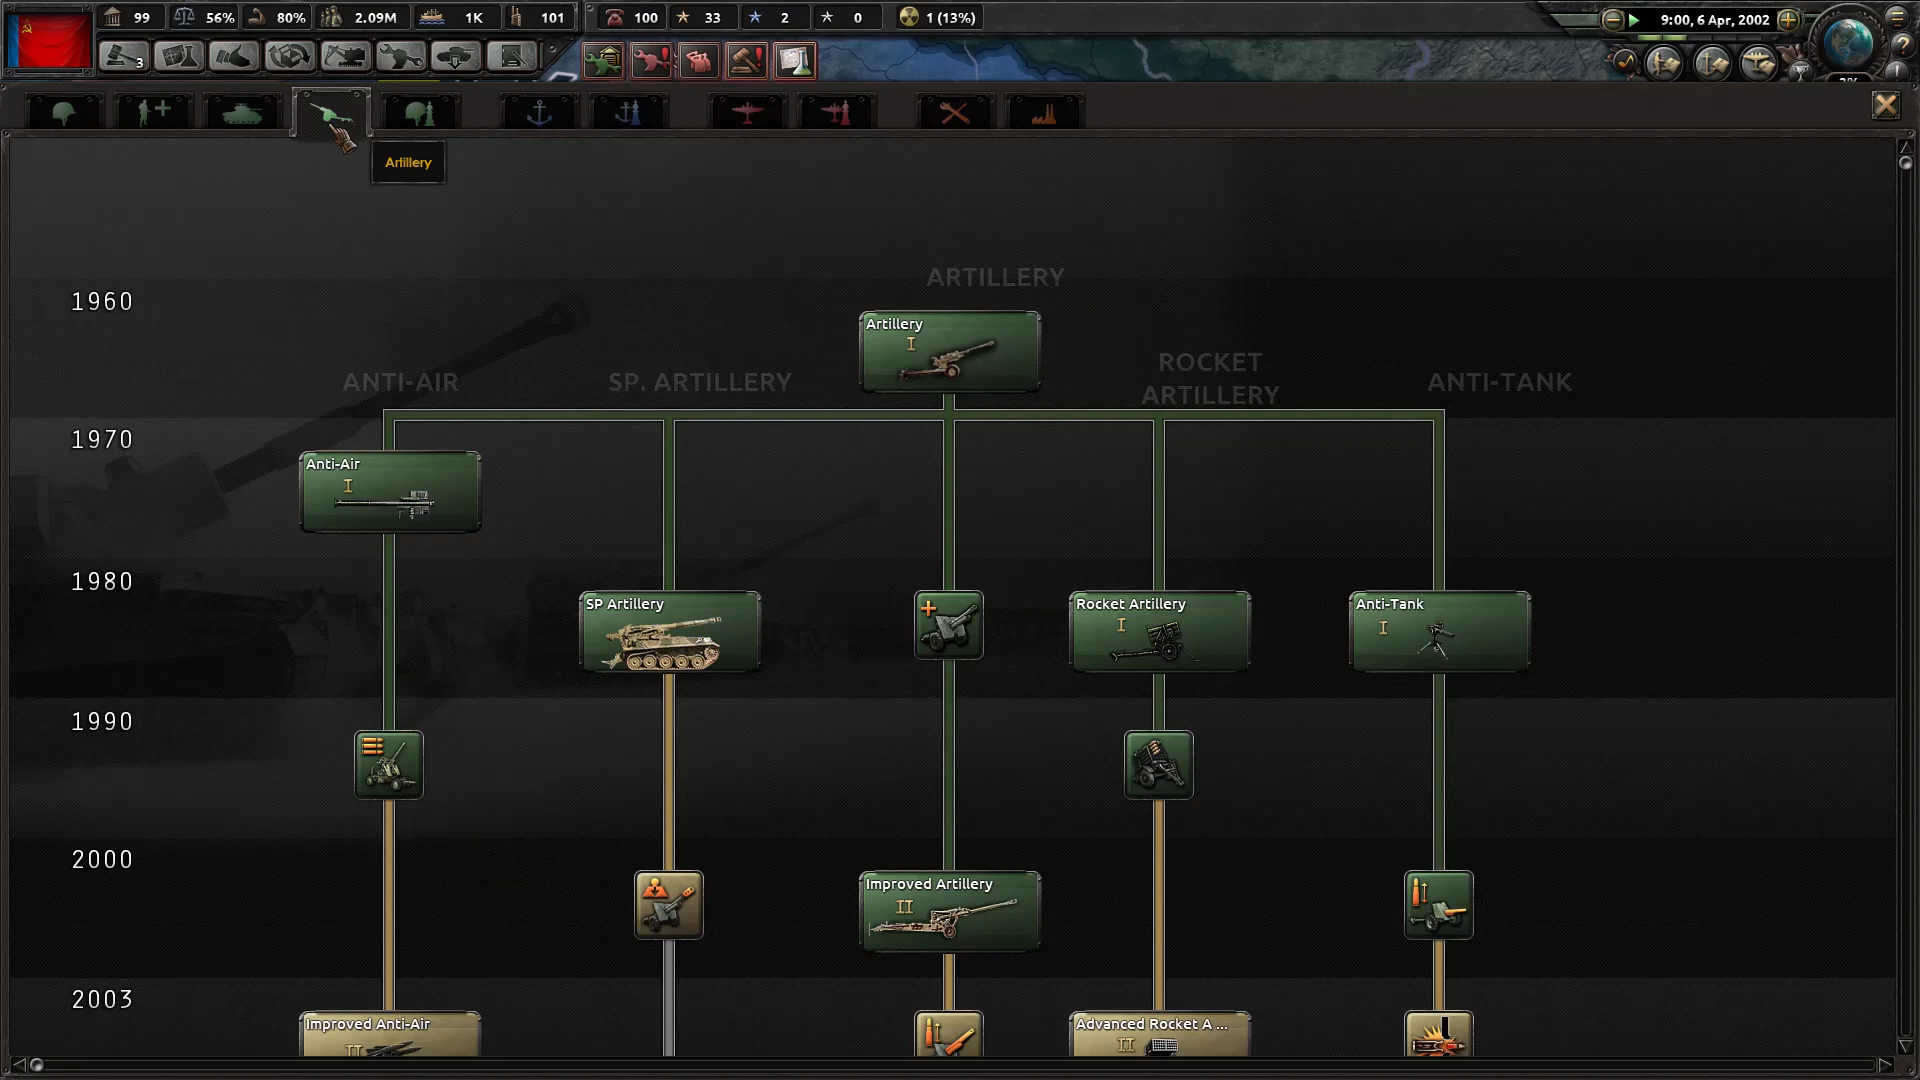 99 56% 80% 2.09M 1K 101 100 33 2 0 1 (13%) 9:00, 6 Apr, 2002
3
Artillery
ARTILLERY
1960
Artillery
I
ROCKET
ARTILLERY
ANTI-AIR SP. ARTILLERY ANTI-TANK
1970
Anti-Air
I
1980
SP Artillery Rocket Artillery Anti-Tank
I I
1990
2000
Improved Artillery
II
2003
Improved Anti-Air Advanced Rocket A ...
II II